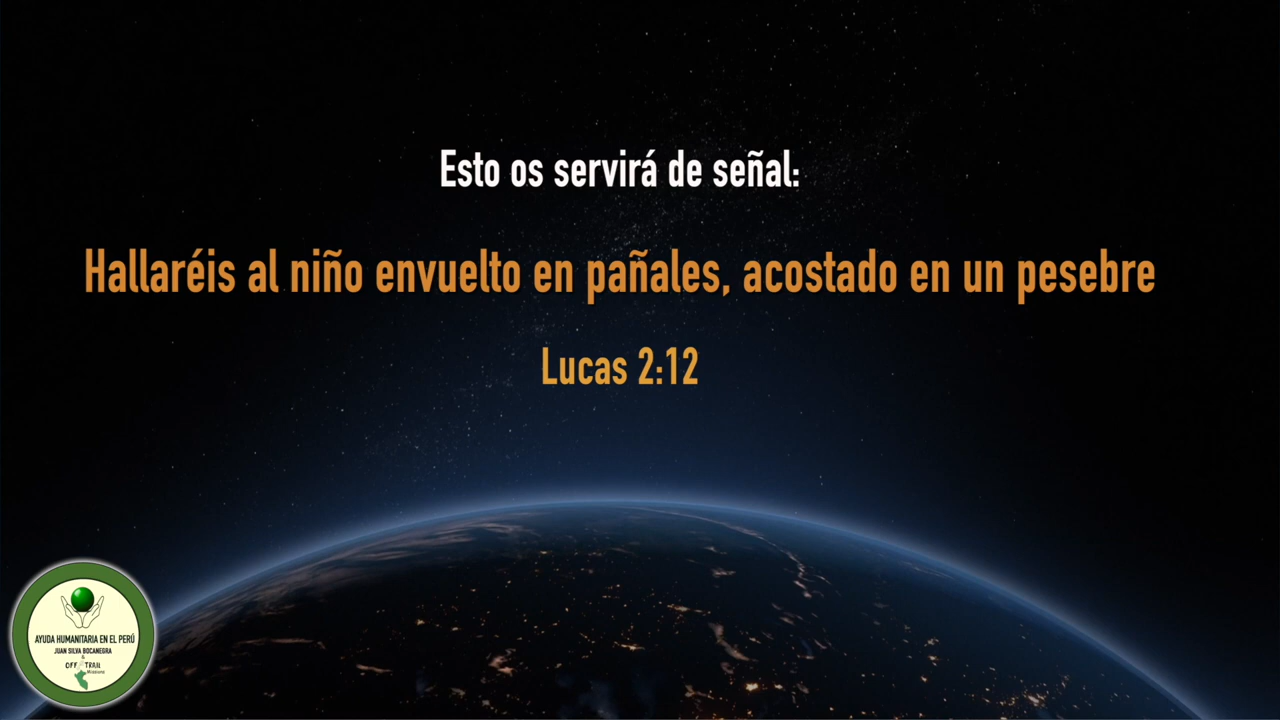 Esto os servirá de señal:
Hallaréis al niño envuelto en pañales, acostado en un pesebre
Lucas 2:12
AYUDA HUMANITARIA EN EL PERÚ
JUAN SILVA BOCANEGRA
&
OFF TRAIL
Missions